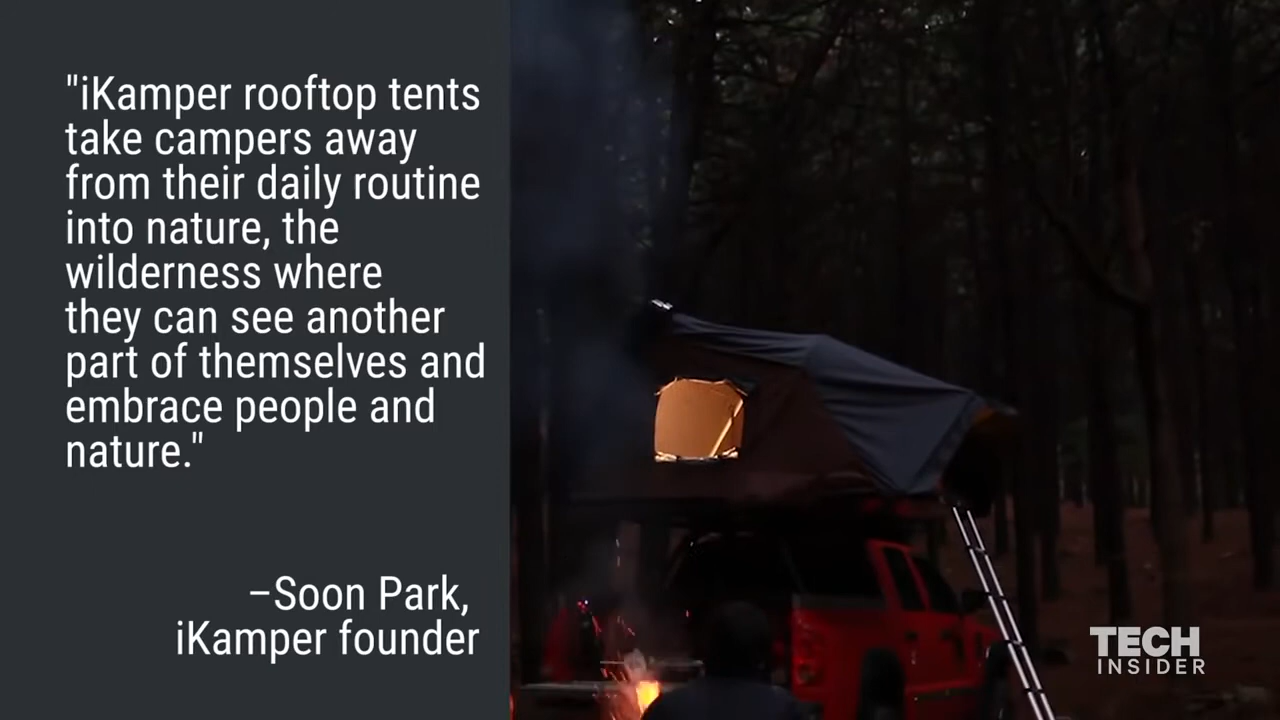 "iKamper rooftop tents
take campers away
from their daily routine
into nature, the
wilderness where
they can see another
part of themselves and
embrace people and
nature."
–Soon Park,
iKamper founder
TECH
INSIDER